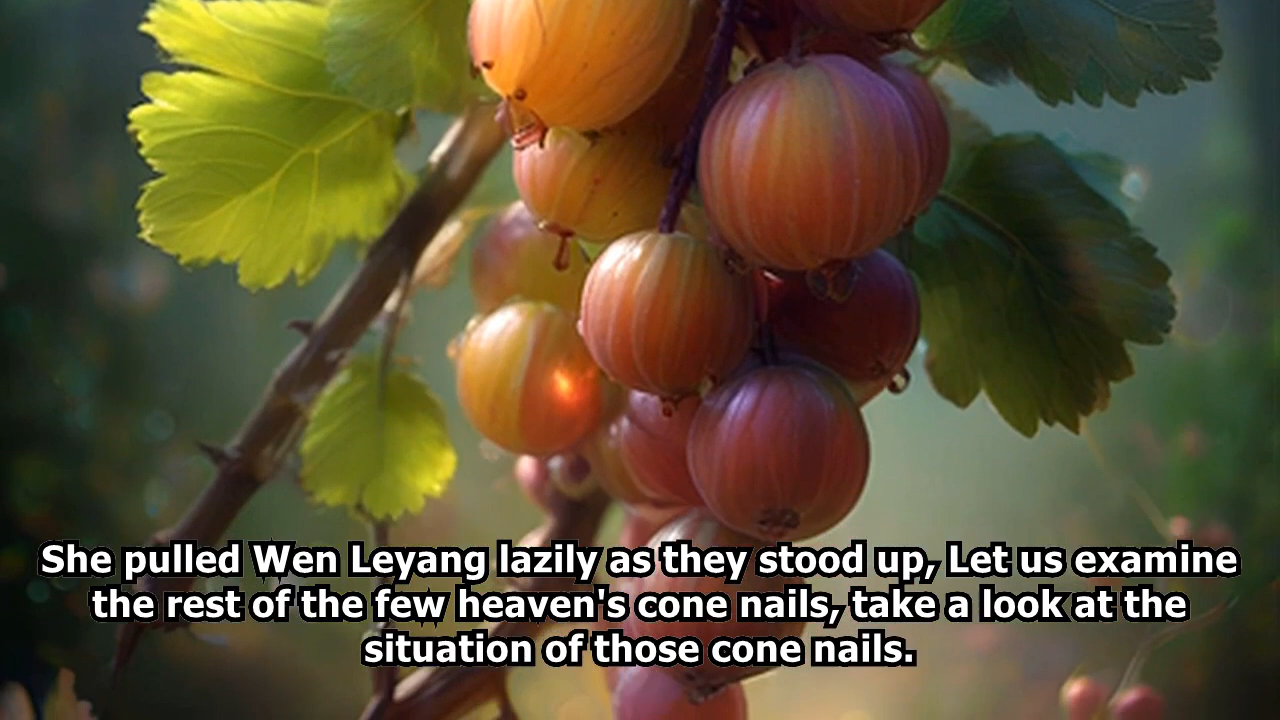 She pulled Wen Leyang lazily as they stood up, Let us examine
the rest of the few heaven's cone nails, take a look at the
situation of those cone nails.